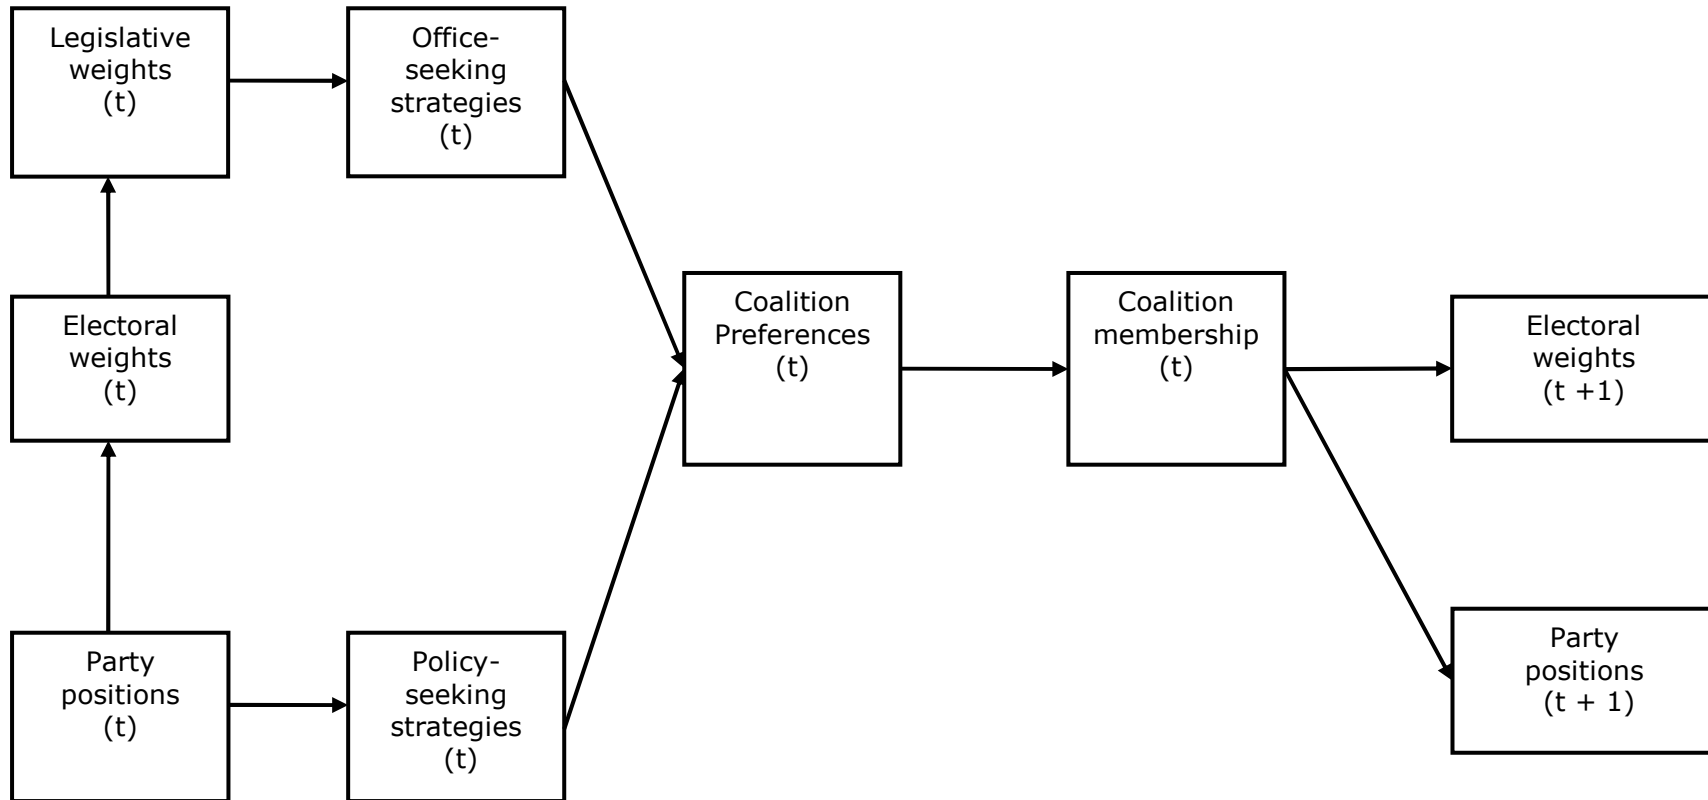 Legislative
weights
(t)
Office-
seeking
strategies
(t)
Electoral
weights
(t)
Coalition
Preferences
(t)
Coalition
membership
(t)
Electoral
weights
(t +1)
Party
positions
(t)
Policy-
seeking
strategies
(t)
Party
positions
(t + 1)